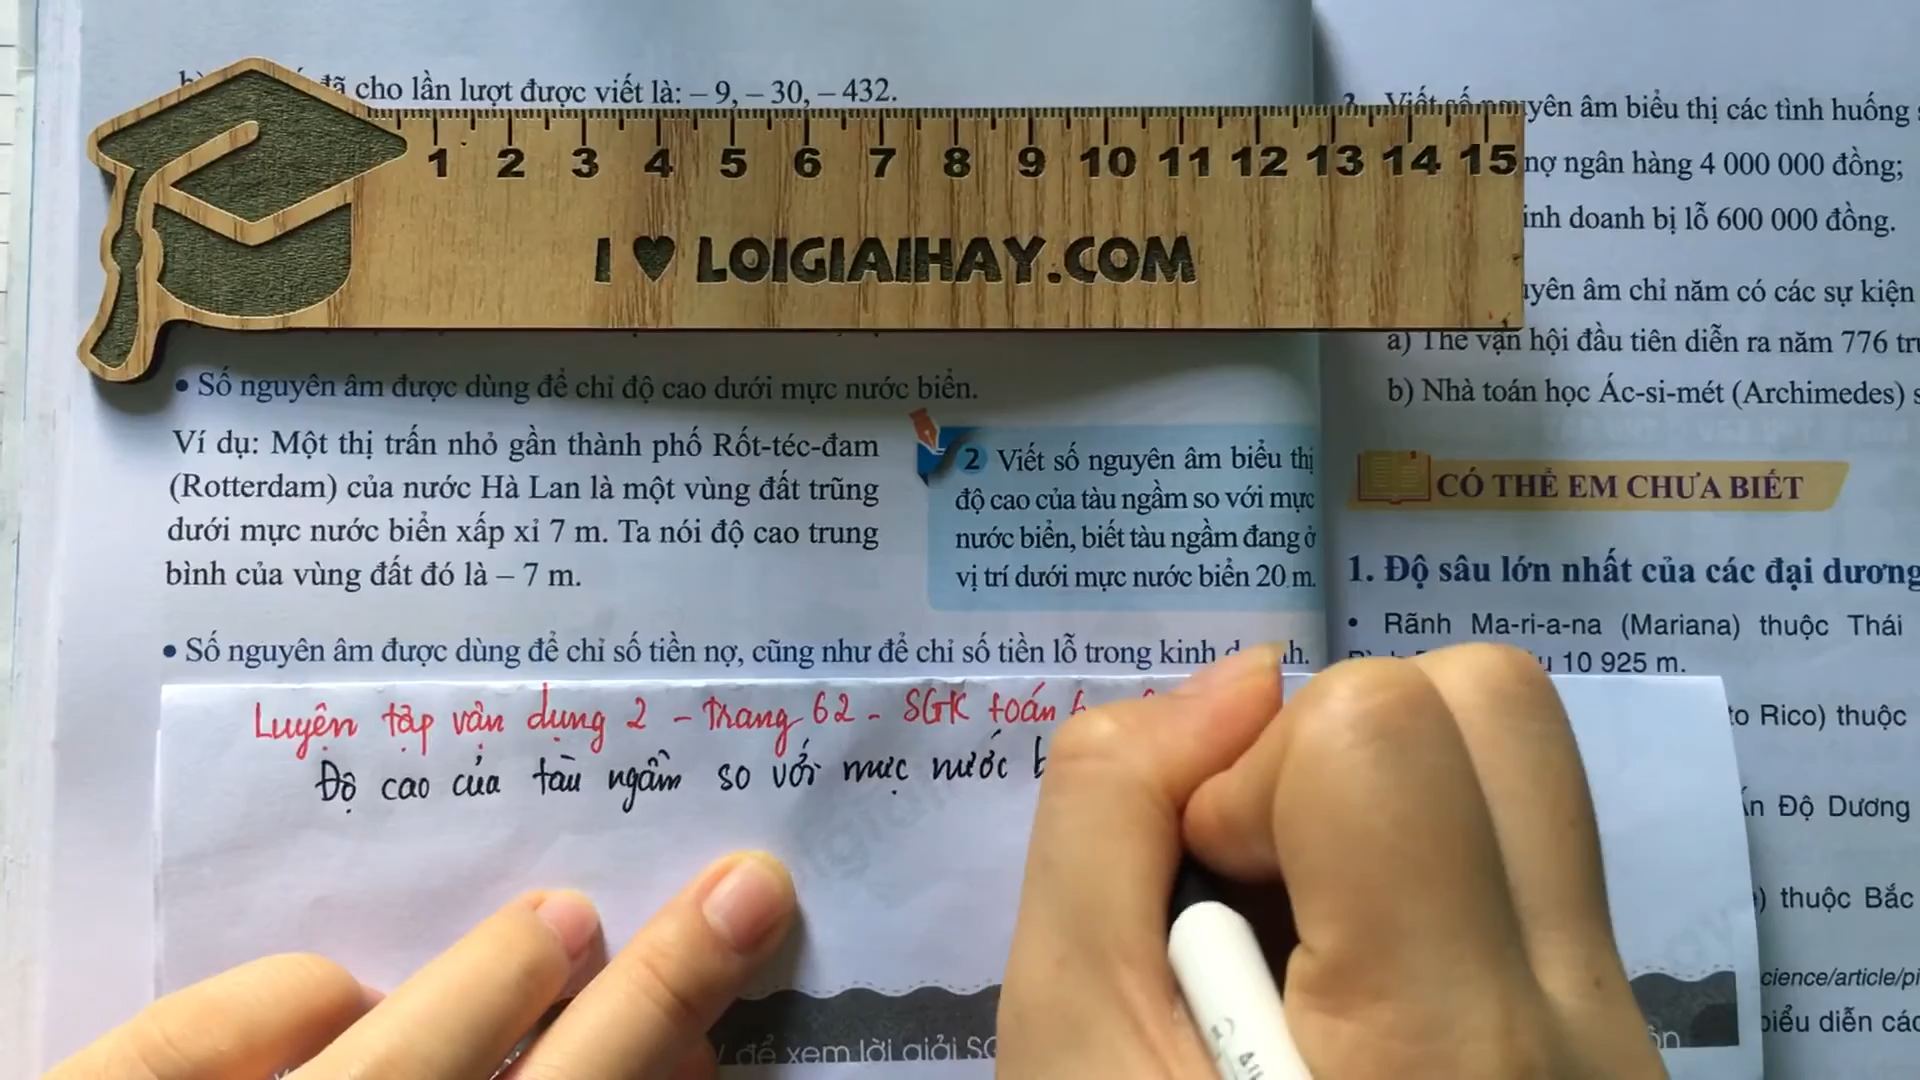 đã cho lần lượt được viết là: – 9, – 30, – 432.
1 2 3 4 5 6 7 8 9 10 11 12 13 14 15
I ♥ LOIGIAIHAY.COM
• Số nguyên âm được dùng để chỉ độ cao dưới mực nước biển.
Ví dụ: Một thị trấn nhỏ gần thành phố Rốt-téc-đam
(Rotterdam) của nước Hà Lan là một vùng đất trũng
dưới mực nước biển xấp xỉ 7 m. Ta nói độ cao trung
bình của vùng đất đó là – 7 m.
2 Viết số nguyên âm biểu thị
độ cao của tàu ngầm so với mực
nước biển, biết tàu ngầm đang ở
vị trí dưới mực nước biển 20 m.
• Số nguyên âm được dùng để chỉ số tiền nợ, cũng như để chỉ số tiền lỗ trong kinh
Luyện tập vận dụng 2 - Trang 62 - SGK toán 6
Độ cao của tàu ngầm so với mực nước b
để xem lời giải
3. Viết số nguyên âm biểu thị các tình huống
nợ ngân hàng 4 000 000 đồng;
inh doanh bị lỗ 600 000 đồng.
âm chỉ năm có các sự kiện
a) Thế vận hội đầu tiên diễn ra năm 776
b) Nhà toán học Ác-si-mét (Archimedes)
CÓ THỂ EM CHƯA BIẾT
1. Độ sâu lớn nhất của các đại dương
• Rãnh Ma-ri-a-na (Mariana) thuộc Thái
10 925 m.
to Rico) thuộc
Ấn Độ Dương
) thuộc Bắc
cience/article/pi
biểu diễn các